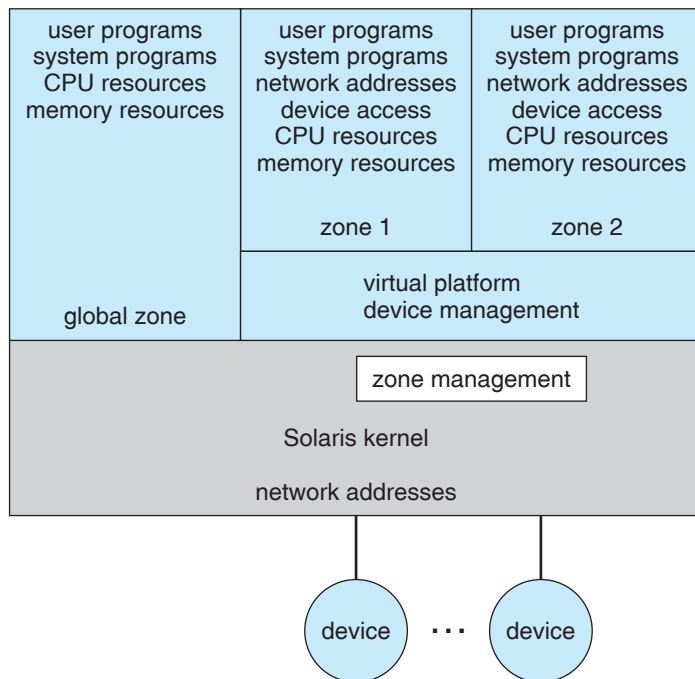 user programs
system programs
CPU resources
memory resources
global zone
user programs
system programs
network addresses
device access
CPU resources
memory resources
zone 1
user programs
system programs
network addresses
device access
CPU resources
memory resources
zone 2
virtual platform
device management
zone management
Solaris kernel
network addresses
device
...
device